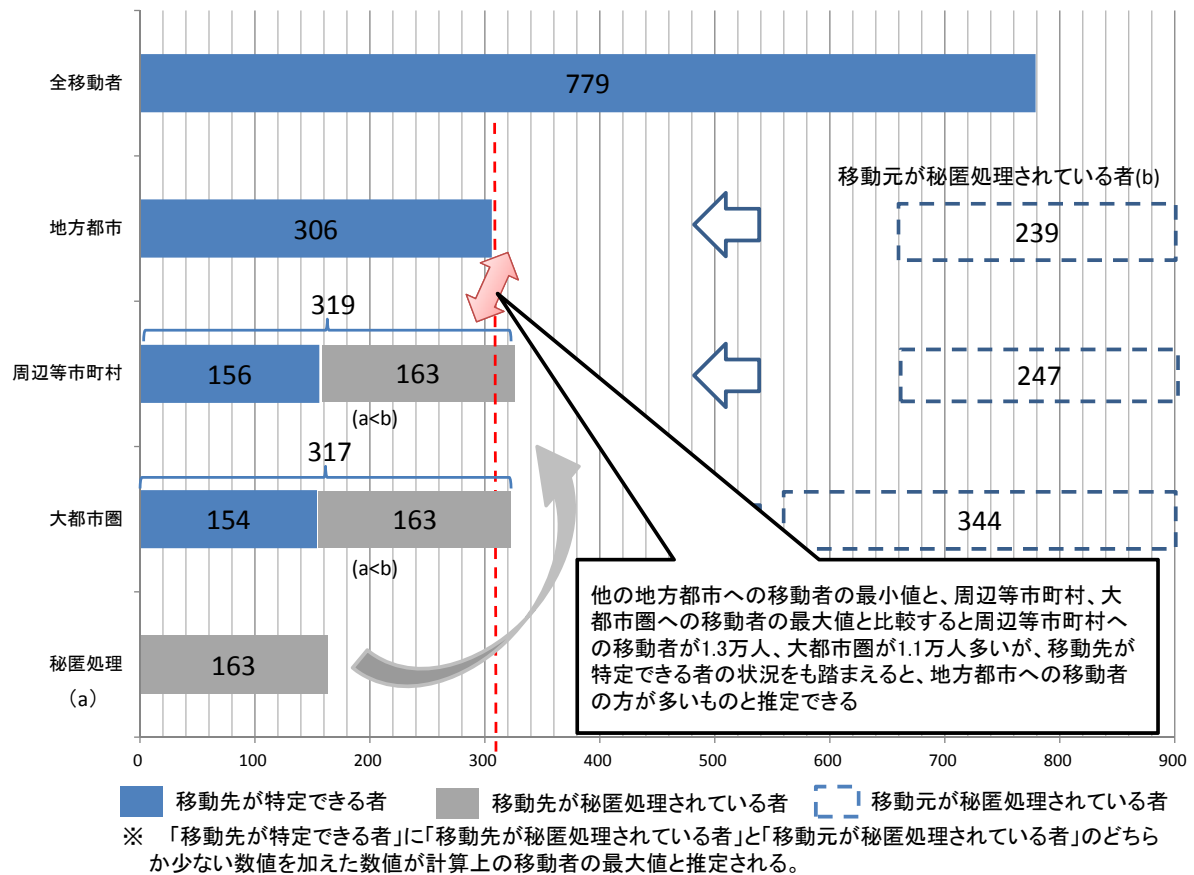 全移動者
779
移動元が秘匿処理されている者(b)
地方都市
306
239
319
周辺等市町村
156
163
247
(a<b)
317
大都市圏
154
163
344
(a<b)
他の地方都市への移動者の最小値と、周辺等市町村、大
都市圏への移動者の最大値と比較すると周辺等市町村へ
の移動者が1.3万人、大都市圏が1.1万人多いが、移動先が
特定できる者の状況をも踏まえると、地方都市への移動者
の方が多いものと推定できる
秘匿処理
（a）
163
0 100 200 300 400 500 600 700 800 900
移動先が特定できる者 移動先が秘匿処理されている者 移動元が秘匿処理されている者
※ 「移動先が特定できる者」に「移動先が秘匿処理されている者」と「移動元が秘匿処理されている者」のどちら
か少ない数値を加えた数値が計算上の移動者の最大値と推定される。